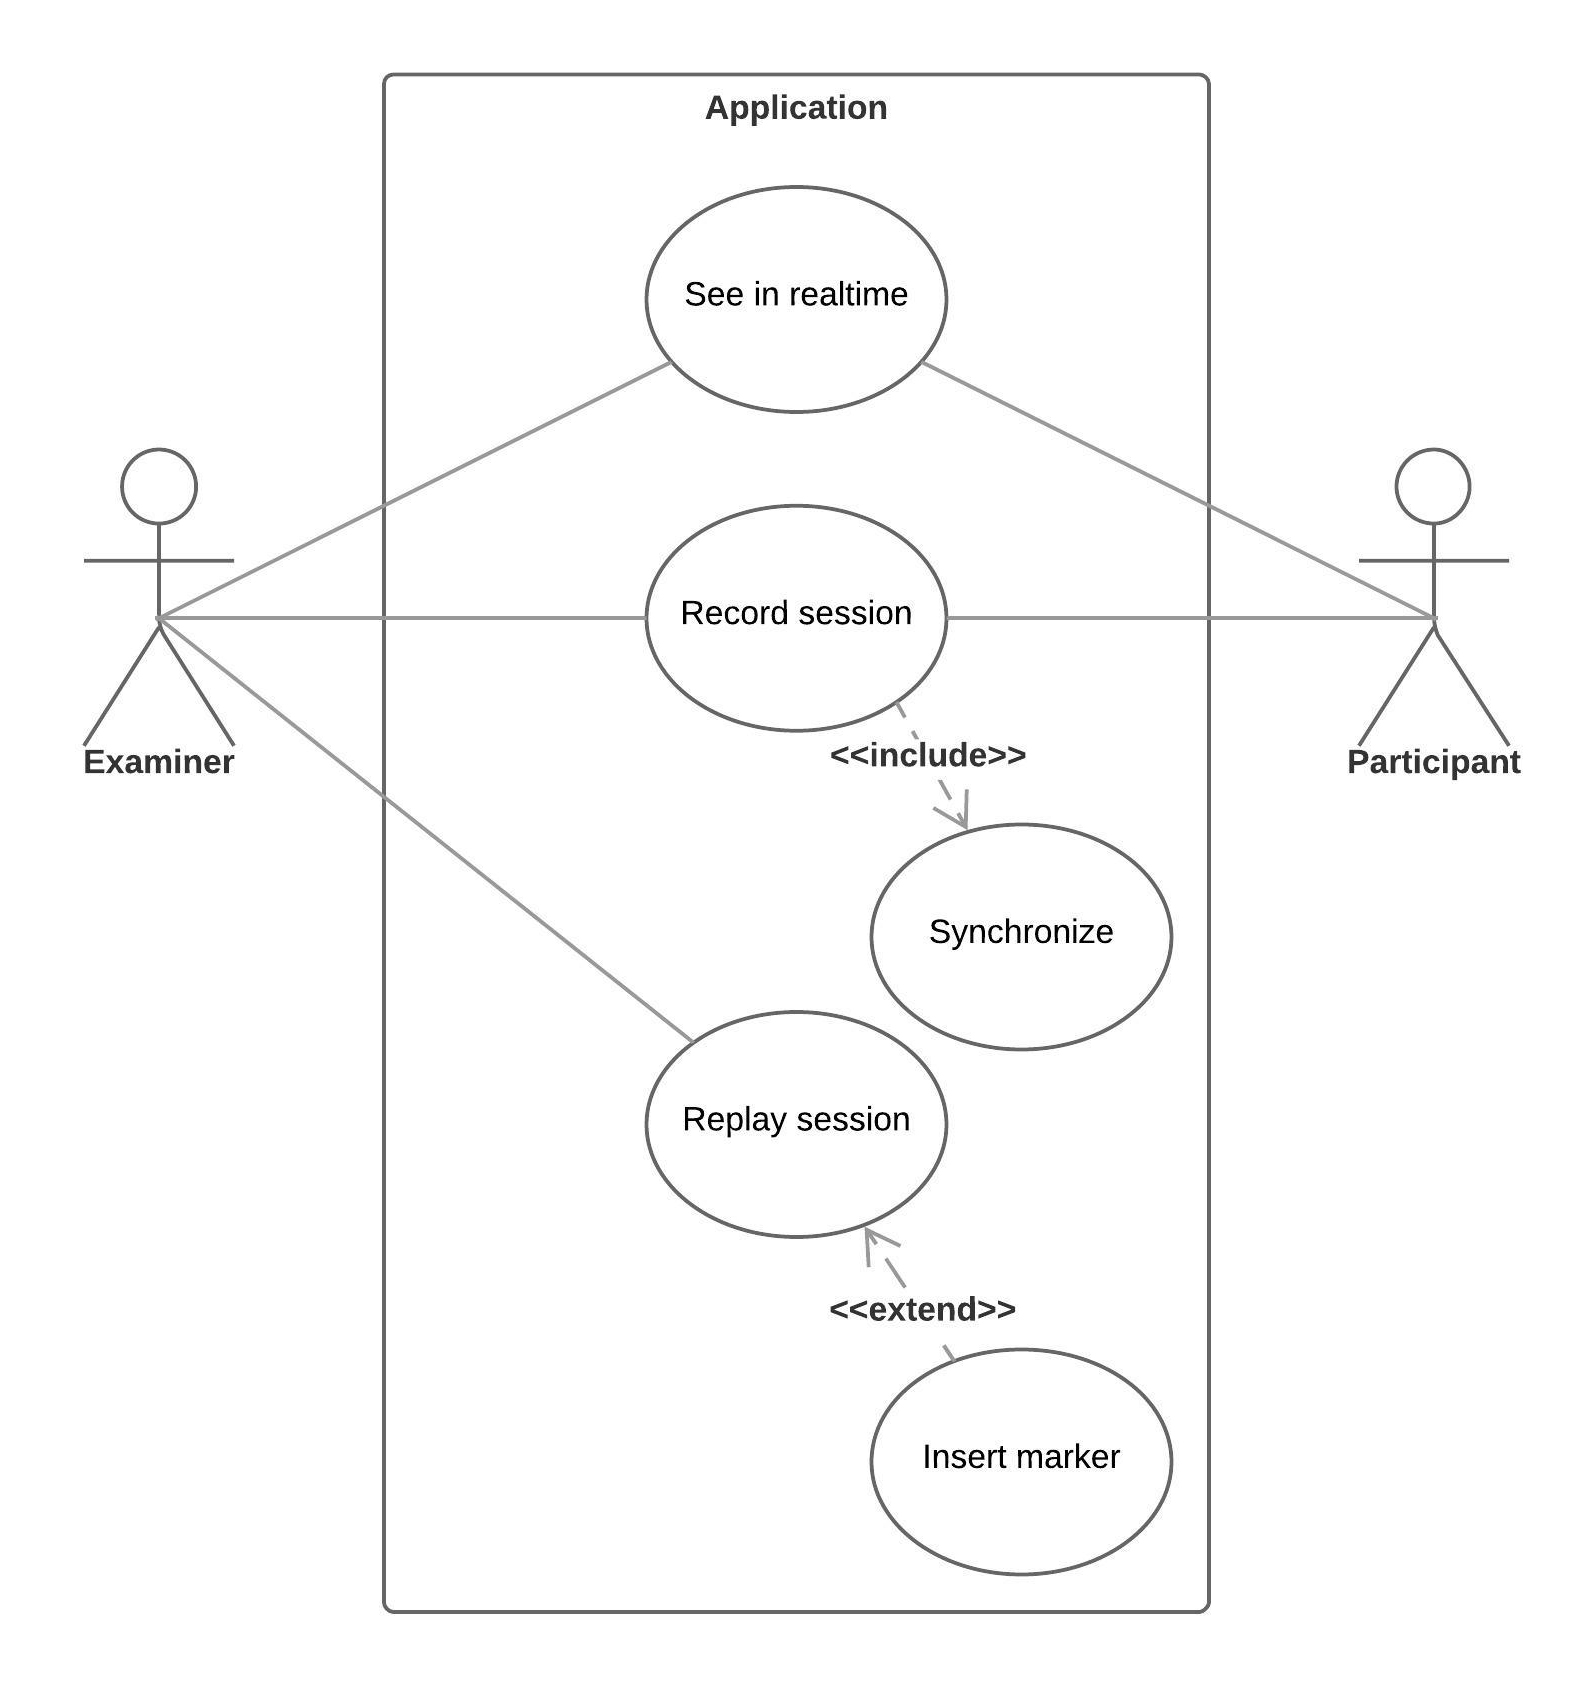 Application
See in realtime
Record session
Examiner
<<include>>
Participant
Synchronize
Replay session
<<extend>>
Insert marker